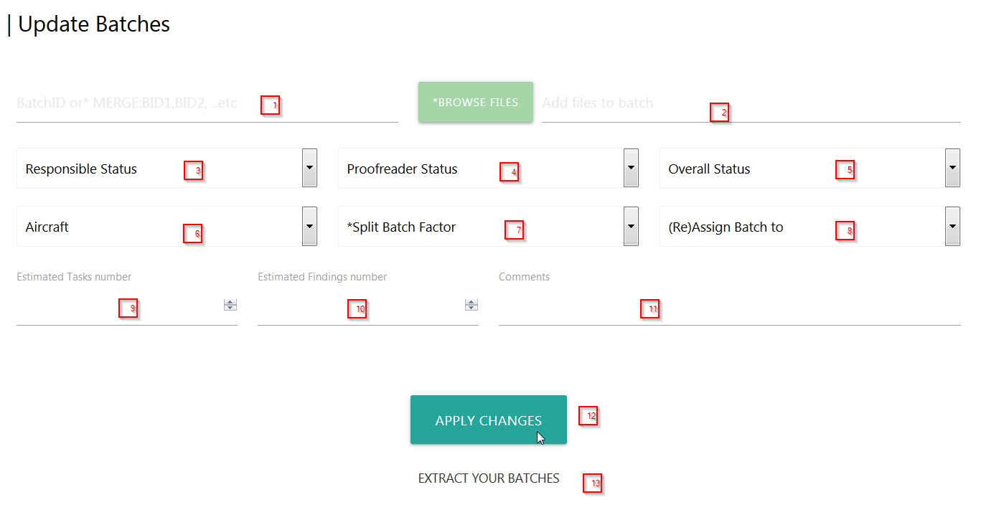 | Update Batches
BatchID or* MERGE:BID1,BID2, ..etc 1 *BROWSE FILES Add files to batch 2
Responsible Status 3 Proofreader Status 4 Overall Status 5
Aircraft 6 *Split Batch Factor 7 (Re)Assign Batch to 8
Estimated Tasks number Estimated Findings number Comments
9 10 11
APPLY CHANGES 12
EXTRACT YOUR BATCHES 13